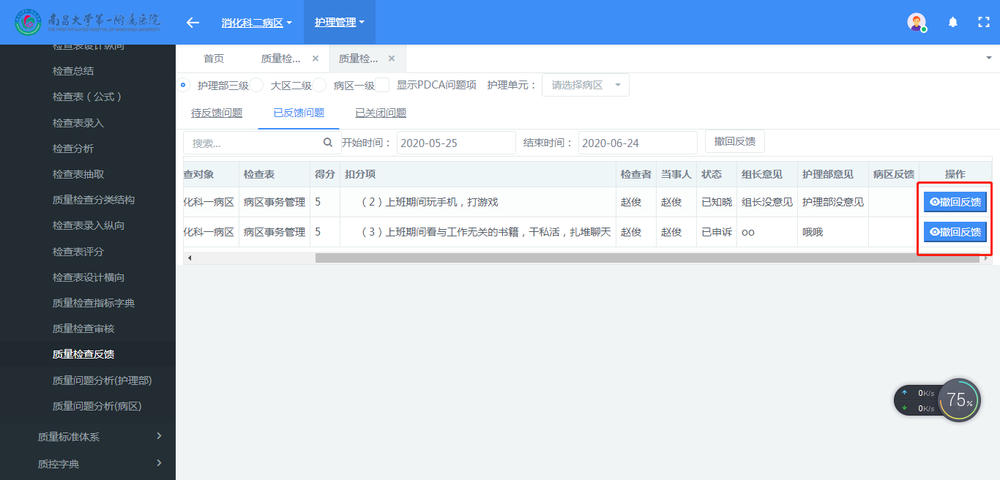 南昌大学第一附属医院
THE FIRST AFFILIATED HOSPITAL OF NANCHANG UNIVERSITY
消化科二病区
护理管理
检查表设计纵向
检查总结
检查表（公式）
检查表录入
检查分析
检查表抽取
质量检查分类结构
检查表录入纵向
检查表评分
检查表设计横向
质量检查指标字典
质量检查审核
质量检查反馈
质量问题分析(护理部)
质量问题分析(病区)
质量标准体系
质控字典
首页 质量检... × 质量检... ×
护理部三级 大区二级 病区一级 显示PDCA问题项 护理单元： 请选择病区
待反馈问题 已反馈问题 已关闭问题
搜索... 开始时间： 2020-05-25 结束时间： 2020-06-24 撤回反馈
查对象 检查表 得分 扣分项 检查者 当事人 状态 组长意见 护理部意见 病区反馈 操作
化科一病区 病区事务管理 5 （2）上班期间玩手机，打游戏 赵俊 赵俊 已知晓 组长没意见 护理部没意见 撤回反馈
化科一病区 病区事务管理 5 （3）上班期间看与工作无关的书籍，干私活，扎堆聊天 赵俊 赵俊 已申诉 oo 哦哦 撤回反馈
0K/s
0K/s
75%